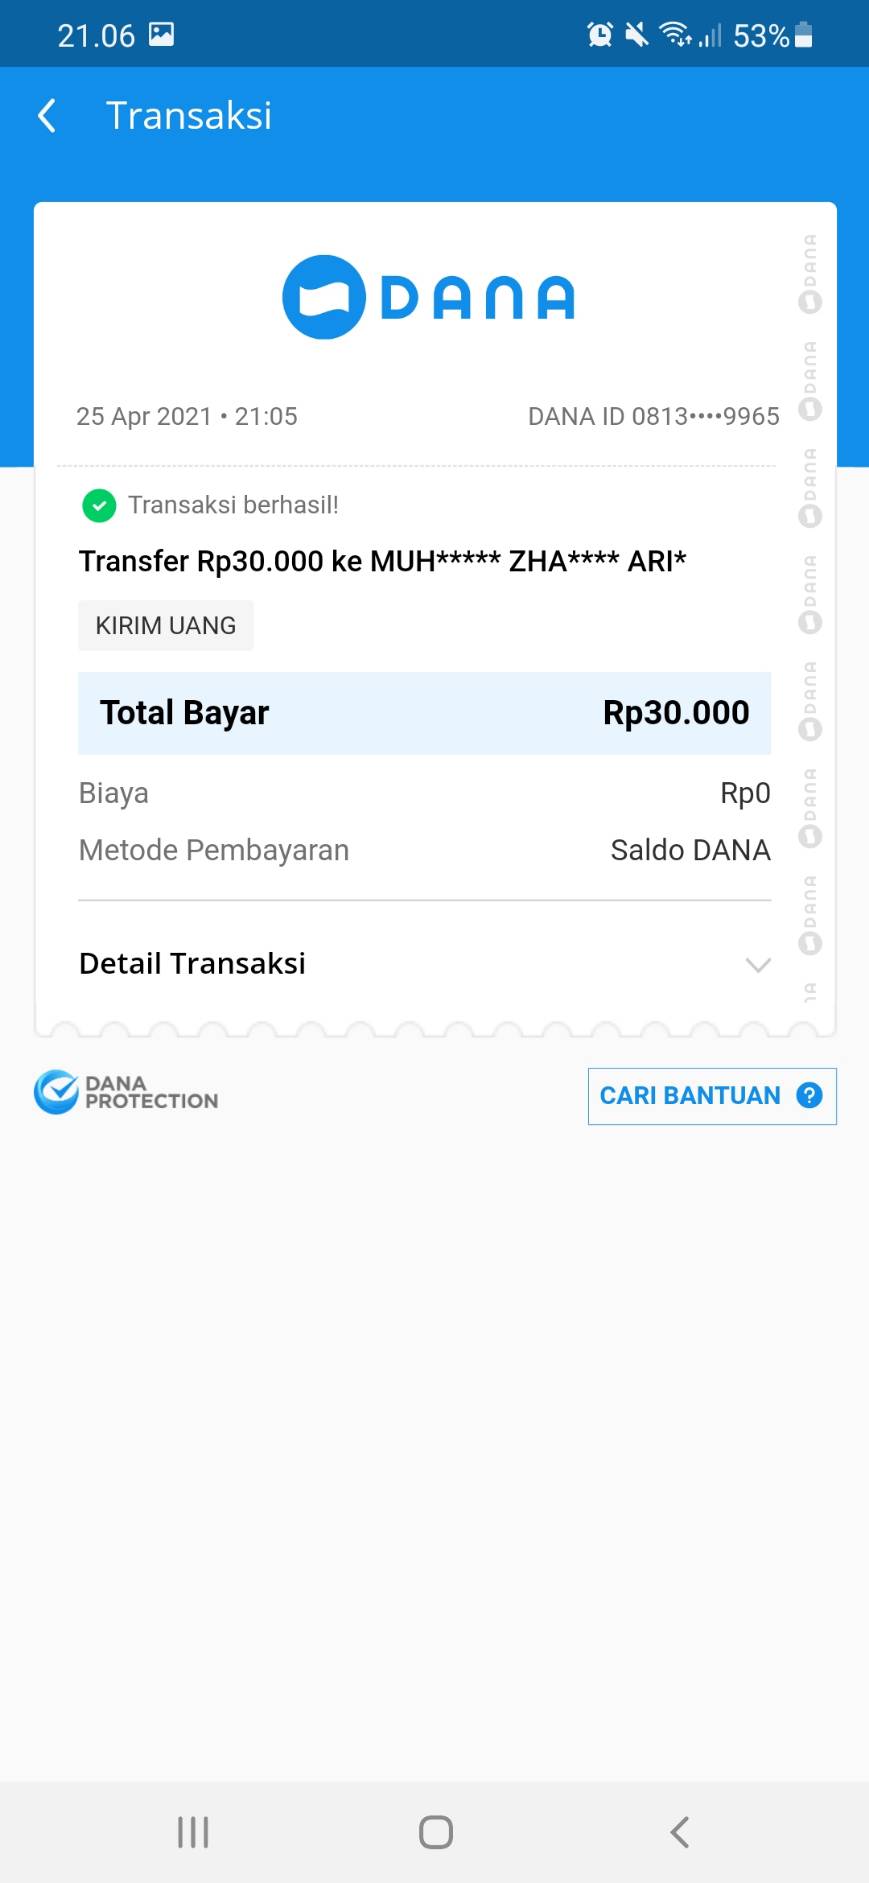 21.06
53%
Transaksi
DANA
25 Apr 2021 • 21:05
DANA ID 0813••••9965
Transaksi berhasil!
Transfer Rp30.000 ke MUH***** ZHA**** ARI*
KIRIM UANG
Total Bayar Rp30.000
Biaya Rp0
Metode Pembayaran Saldo DANA
Detail Transaksi
DANA
DANA
DANA
DANA
DANA
DANA
DANA
DANA PROTECTION
CARI BANTUAN ?